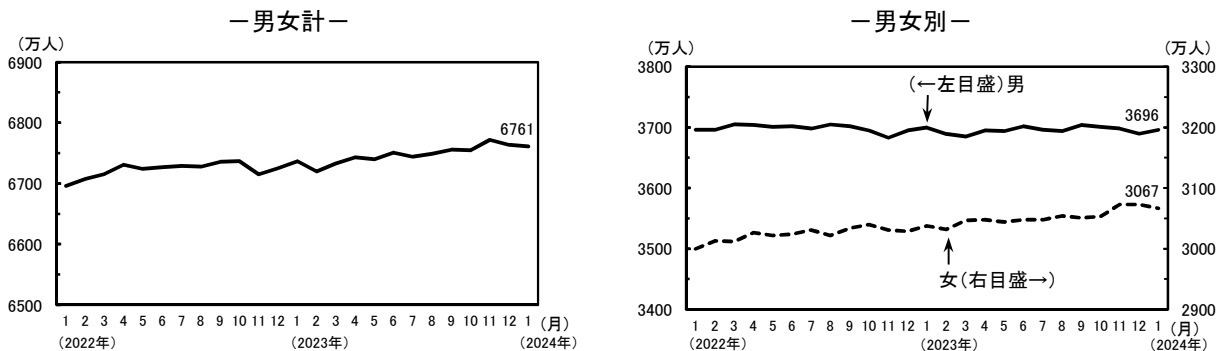 －男女計－
(万人)
6900
6800
6700
6600
6500
6761
1 2 3 4 5 6 7 8 9 10 11 12 1 2 3 4 5 6 7 8 9 10 11 12 1 (月)
(2022年) (2023年) (2024年)
－男女別－
(万人) (万人)
3800 3300
3700 3200
3600 3100
3500 3000
3400 2900
(←左目盛)男
3696
3067
女(右目盛→)
1 2 3 4 5 6 7 8 9 10 11 12 1 2 3 4 5 6 7 8 9 10 11 12 1 (月)
(2022年) (2023年) (2024年)